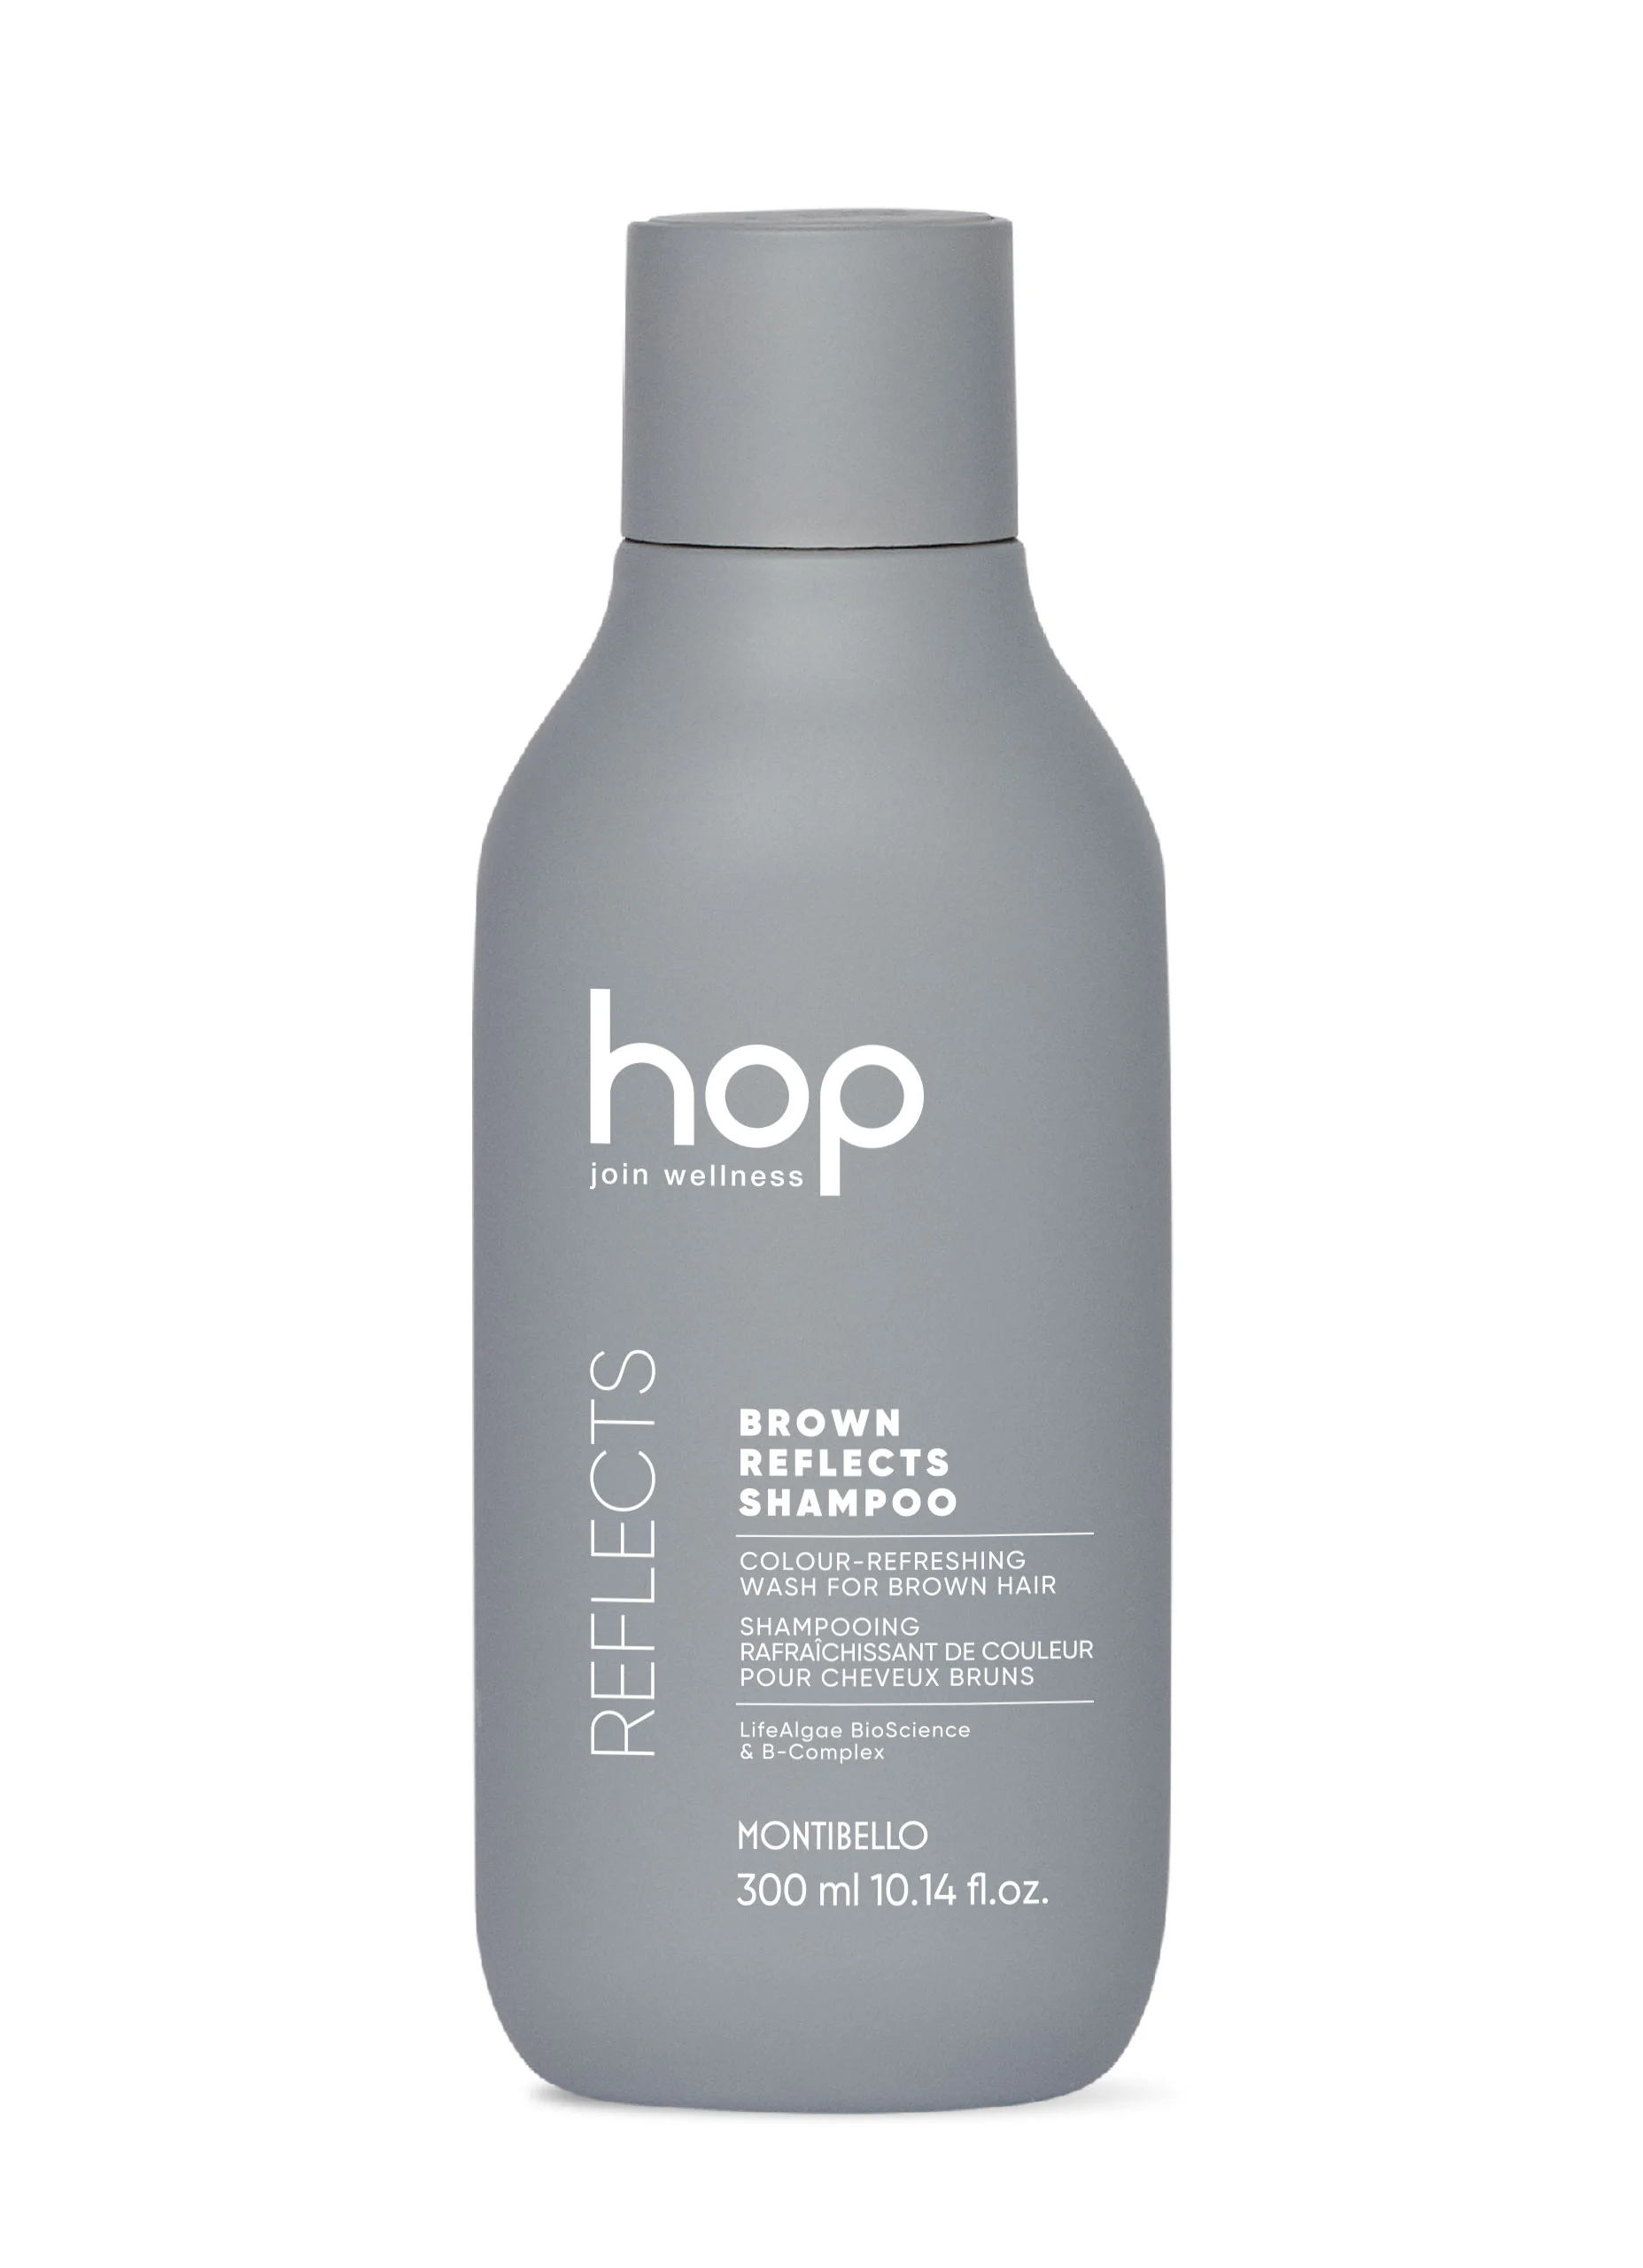 hop
join wellness
REFLECTS
BROWN
REFLECTS
SHAMPOO
COLOUR-REFRESHING
WASH FOR BROWN HAIR
SHAMPOOING
RAFRAÎCHISSANT DE COULEUR
POUR CHEVEUX BRUNS
LifeAlgae BioScience
& B-Complex
MONTIBELLO
300 ml 10.14 fl.oz.